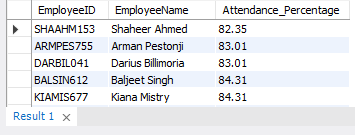 EmployeeID EmployeeName Attendance_Percentage
SHAAHM153 Shaheer Ahmed 82.35
ARMPES755 Arman Pestonji 83.01
DARBIL041 Darius Billimoria 83.01
BALSIN612 Baljeet Singh 84.31
KIAMIS677 Kiana Mistry 84.31
Result 1